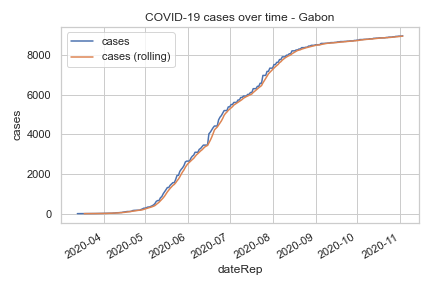 COVID-19 cases over time - Gabon
cases
cases (rolling)
8000
6000
4000
2000
0
cases
2020-04
2020-05
2020-06
2020-07
2020-08
2020-09
2020-10
2020-11
dateRep